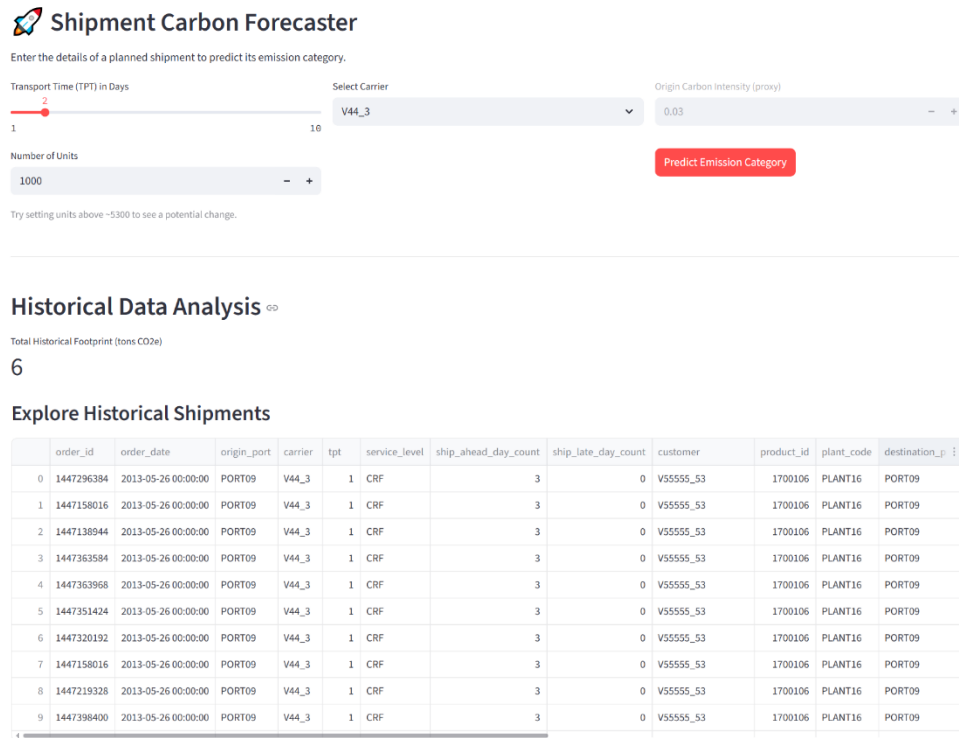 🚀 Shipment Carbon Forecaster
Enter the details of a planned shipment to predict its emission category.
Transport Time (TPT) in Days
2
1 10
Select Carrier
V44_3
Origin Carbon Intensity (proxy)
0.03 - +
Number of Units
1000 - +
Predict Emission Category
Try setting units above ~5300 to see a potential change.
Historical Data Analysis
Total Historical Footprint (tons CO2e)
6
Explore Historical Shipments
order_id order_date origin_port carrier tpt service_level ship_ahead_day_count ship_late_day_count customer product_id plant_code destination_p
0 1447296384 2013-05-26 00:00:00 PORT09 V44_3 1 CRF 3 0 V55555_53 1700106 PLANT16 PORT09
1 1447158016 2013-05-26 00:00:00 PORT09 V44_3 1 CRF 3 0 V55555_53 1700106 PLANT16 PORT09
2 1447138944 2013-05-26 00:00:00 PORT09 V44_3 1 CRF 3 0 V55555_53 1700106 PLANT16 PORT09
3 1447363584 2013-05-26 00:00:00 PORT09 V44_3 1 CRF 3 0 V55555_53 1700106 PLANT16 PORT09
4 1447363968 2013-05-26 00:00:00 PORT09 V44_3 1 CRF 3 0 V55555_53 1700106 PLANT16 PORT09
5 1447351424 2013-05-26 00:00:00 PORT09 V44_3 1 CRF 3 0 V55555_53 1700106 PLANT16 PORT09
6 1447320192 2013-05-26 00:00:00 PORT09 V44_3 1 CRF 3 0 V55555_53 1700106 PLANT16 PORT09
7 1447158016 2013-05-26 00:00:00 PORT09 V44_3 1 CRF 3 0 V55555_53 1700106 PLANT16 PORT09
8 1447219328 2013-05-26 00:00:00 PORT09 V44_3 1 CRF 3 0 V55555_53 1700106 PLANT16 PORT09
9 1447398400 2013-05-26 00:00:00 PORT09 V44_3 1 CRF 3 0 V55555_53 1700106 PLANT16 PORT09